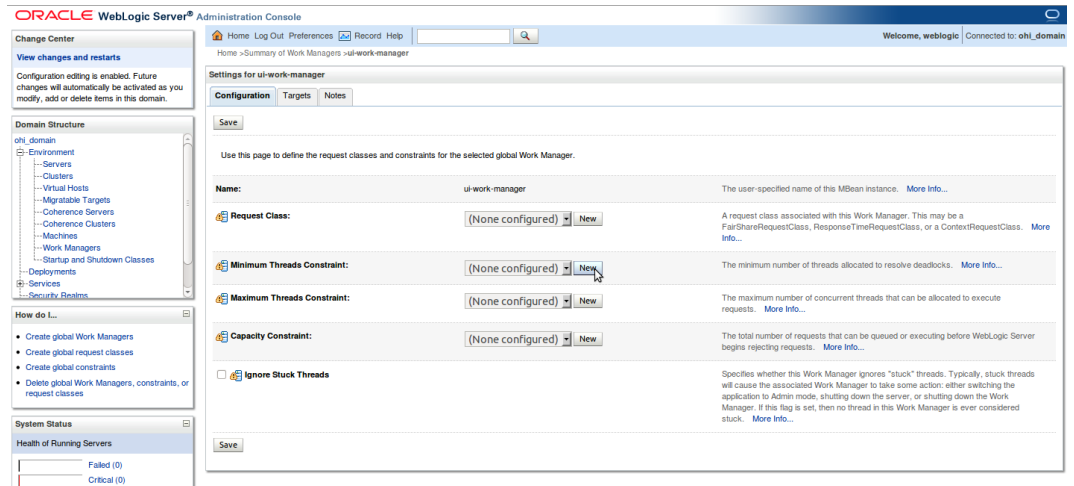 ORACLE WebLogic Server® Administration Console
Change Center
View changes and restarts
Configuration editing is enabled. Future
changes will automatically be activated as you
modify, add or delete items in this domain.
Domain Structure
ohi_domain
Environment
Servers
Clusters
Virtual Hosts
Migratable Targets
Coherence Servers
Coherence Clusters
Machines
Work Managers
Startup and Shutdown Classes
Deployments
Services
Security Realms
How do I...
Create global Work Managers
Create global request classes
Create global constraints
Delete global Work Managers, constraints, or
request classes
System Status
Health of Running Servers
Failed (0)
Critical (0)
Home Log Out Preferences Record Help
Welcome, weblogic Connected to: ohi_domain
Home >Summary of Work Managers >ui-work-manager
Settings for ui-work-manager
Configuration Targets Notes
Save
Use this page to define the request classes and constraints for the selected global Work Manager.
Name: ui-work-manager The user-specified name of this MBean instance. More Info...
Request Class: (None configured) New
A request class associated with this Work Manager. This may be a
FairShareRequestClass, ResponseTimeRequestClass, or a ContextRequestClass. More
Info...
Minimum Threads Constraint: (None configured) New The minimum number of threads allocated to resolve deadlocks. More Info...
Maximum Threads Constraint: (None configured) New
The maximum number of concurrent threads that can be allocated to execute
requests. More Info...
Capacity Constraint: (None configured) New
The total number of requests that can be queued or executing before WebLogic Server
begins rejecting requests. More Info...
Ignore Stuck Threads
Specifies whether this Work Manager ignores "stuck" threads. Typically, stuck threads
will cause the associated Work Manager to take some action: either switching the
application to Admin mode, shutting down the server, or shutting down the Work
Manager. If this flag is set, then no thread in this Work Manager is ever considered
stuck. More Info...
Save